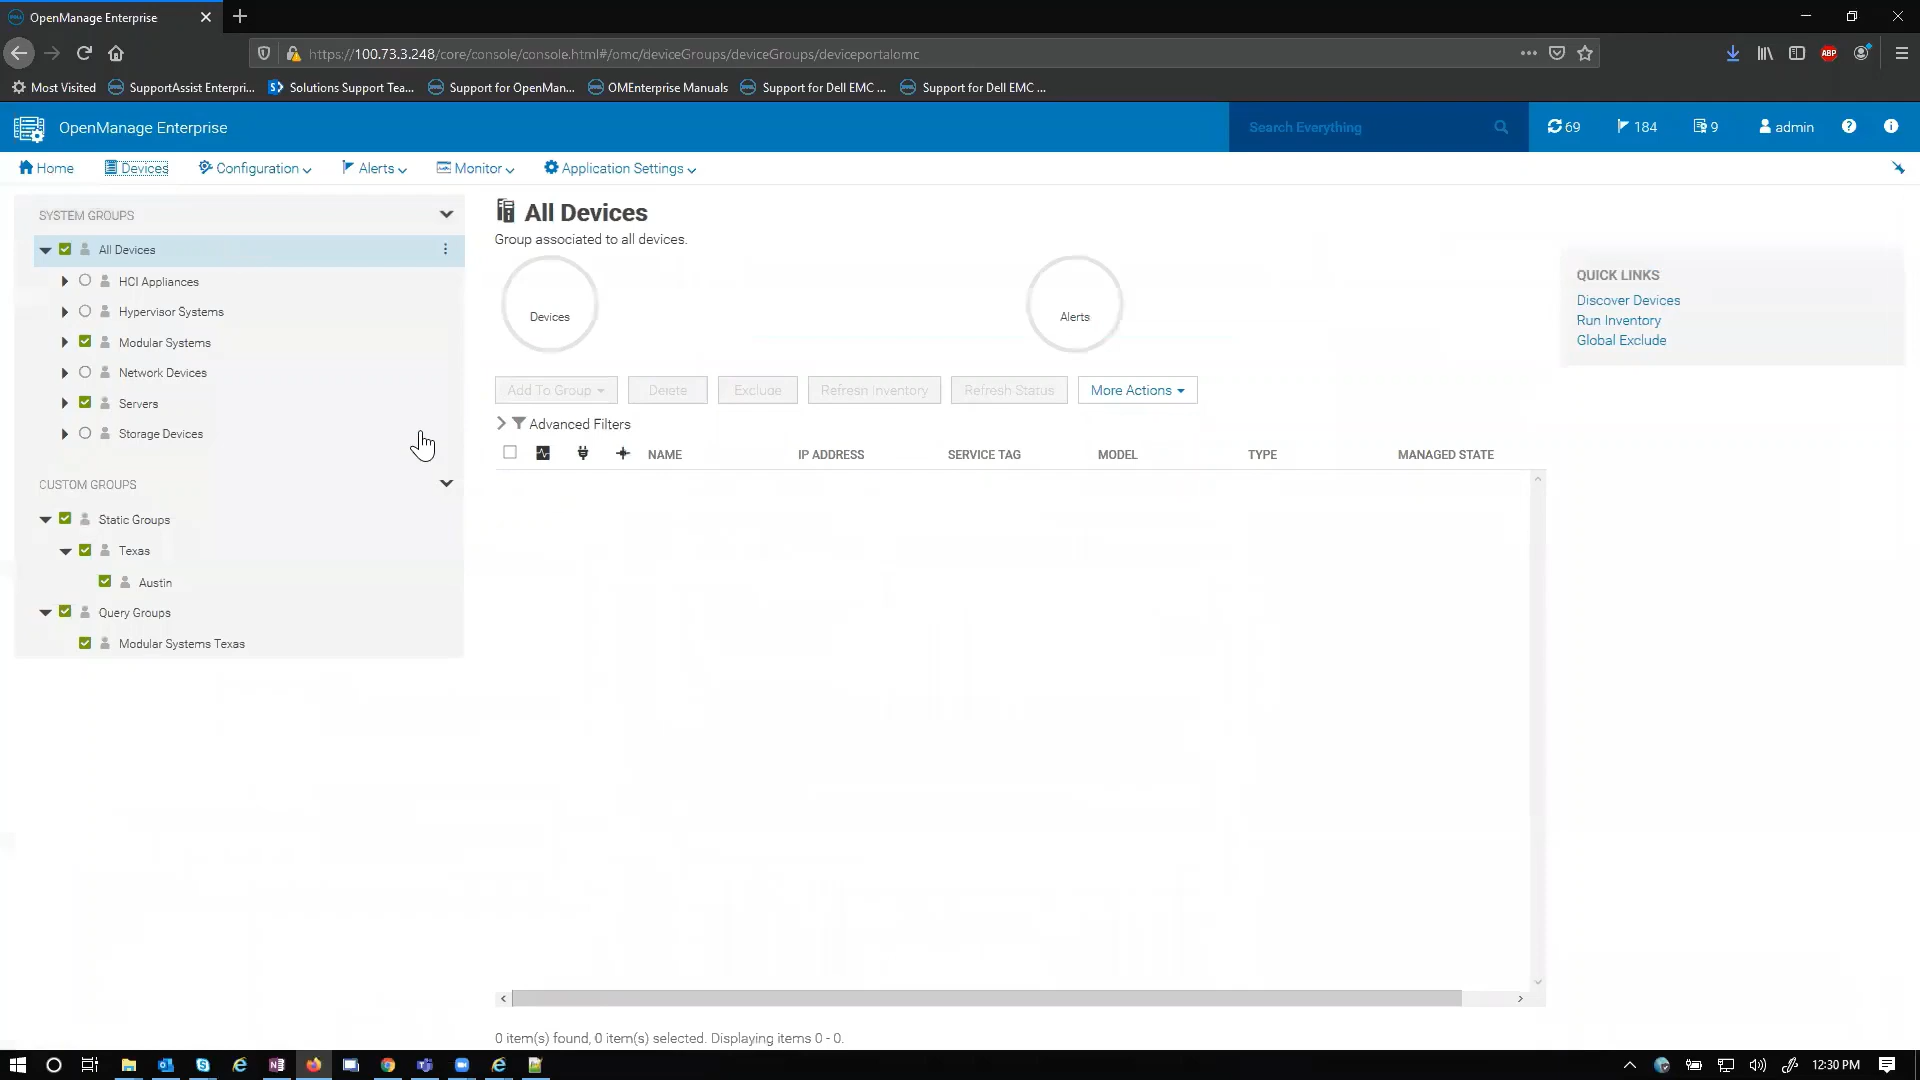 OpenManage Enterprise
https://100.73.3.248/core/console/console.html#/omc/deviceGroups/deviceGroups/deviceportalomc
ABP
Most Visited SupportAssist Enterpri... Solutions Support Tea... Support for OpenMan... OMEnterprise Manuals Support for Dell EMC ... Support for Dell EMC ...
OpenManage Enterprise Search Everything 69 184 9 admin
Home Devices Configuration Alerts Monitor Application Settings
SYSTEM GROUPS
All Devices
HCI Appliances
Hypervisor Systems
Modular Systems
Network Devices
Servers
Storage Devices
CUSTOM GROUPS
Static Groups
Texas
Austin
Query Groups
Modular Systems Texas
All Devices
Group associated to all devices.
Devices Alerts
Add To Group Delete Exclude Refresh Inventory Refresh Status More Actions
Advanced Filters
NAME IP ADDRESS SERVICE TAG MODEL TYPE MANAGED STATE
0 item(s) found, 0 item(s) selected. Displaying items 0 - 0.
QUICK LINKS
Discover Devices
Run Inventory
Global Exclude
12:30 PM